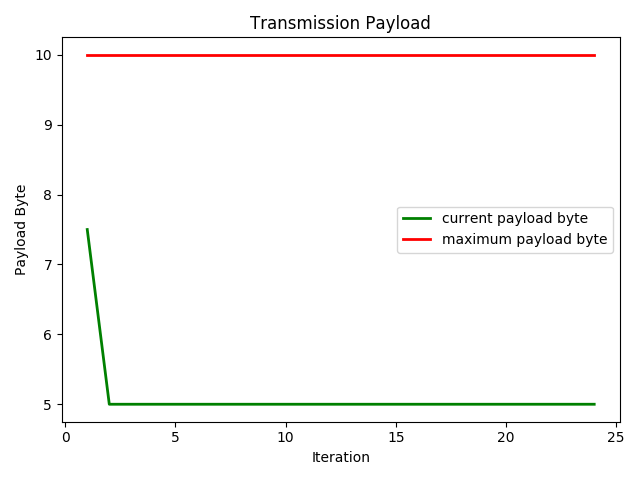 Transmission Payload
10
9
8
7
6
5
Payload Byte
current payload byte
maximum payload byte
0 5 10 15 20 25
Iteration